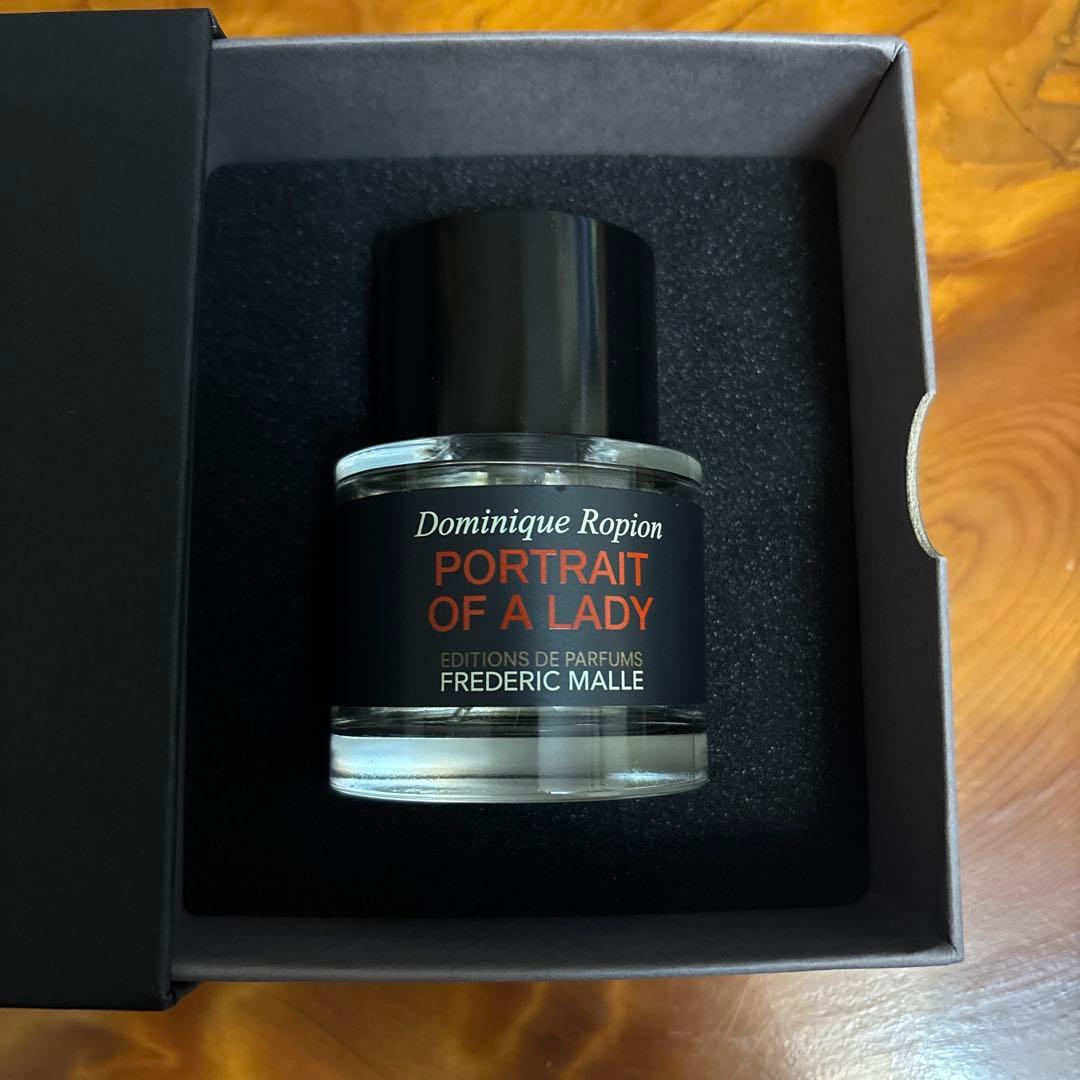 Dominique Ropion
PORTRAIT
OF A LADY
EDITIONS DE PARFUMS
FREDERIC MALLE